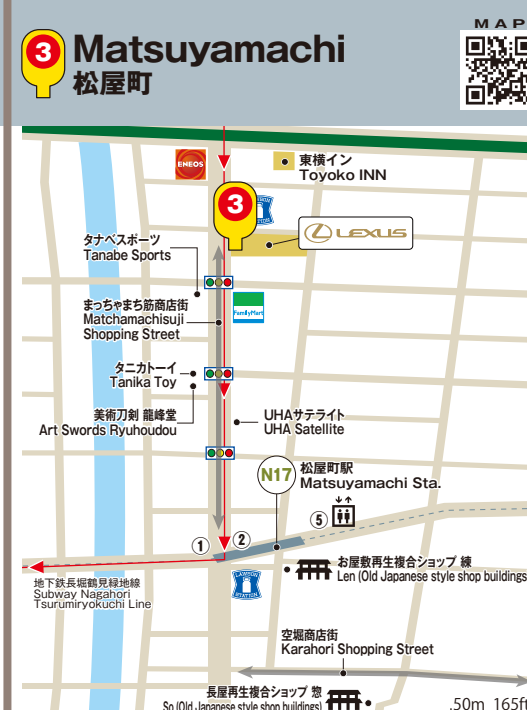 MAP
3 Matsuyamachi
松屋町
ENEOS
東横イン
Toyoko INN
3
LAWSON
STATION
LEXUS
タナベスポーツ
Tanabe Sports
まっちゃまち筋商店街
Matchamachisuji
Shopping Street
FamilyMart
タニカトーイ
Tanika Toy
美術刀剣 龍峰堂
Art Swords Ryuhoudou
UHAサテライト
UHA Satellite
N17 松屋町駅
Matsuyamachi Sta.
⑤
① ②
お屋敷再生複合ショップ 練
Len (Old Japanese style shop buildings
地下鉄長堀鶴見緑地線
Subway Nagahori
Tsurumiryokuchi Line
LAWSON
STATION
空堀商店街
Karahori Shopping Street
長屋再生複合ショップ 惣
So (Old Japanese style shop buildings)
50m 165ft